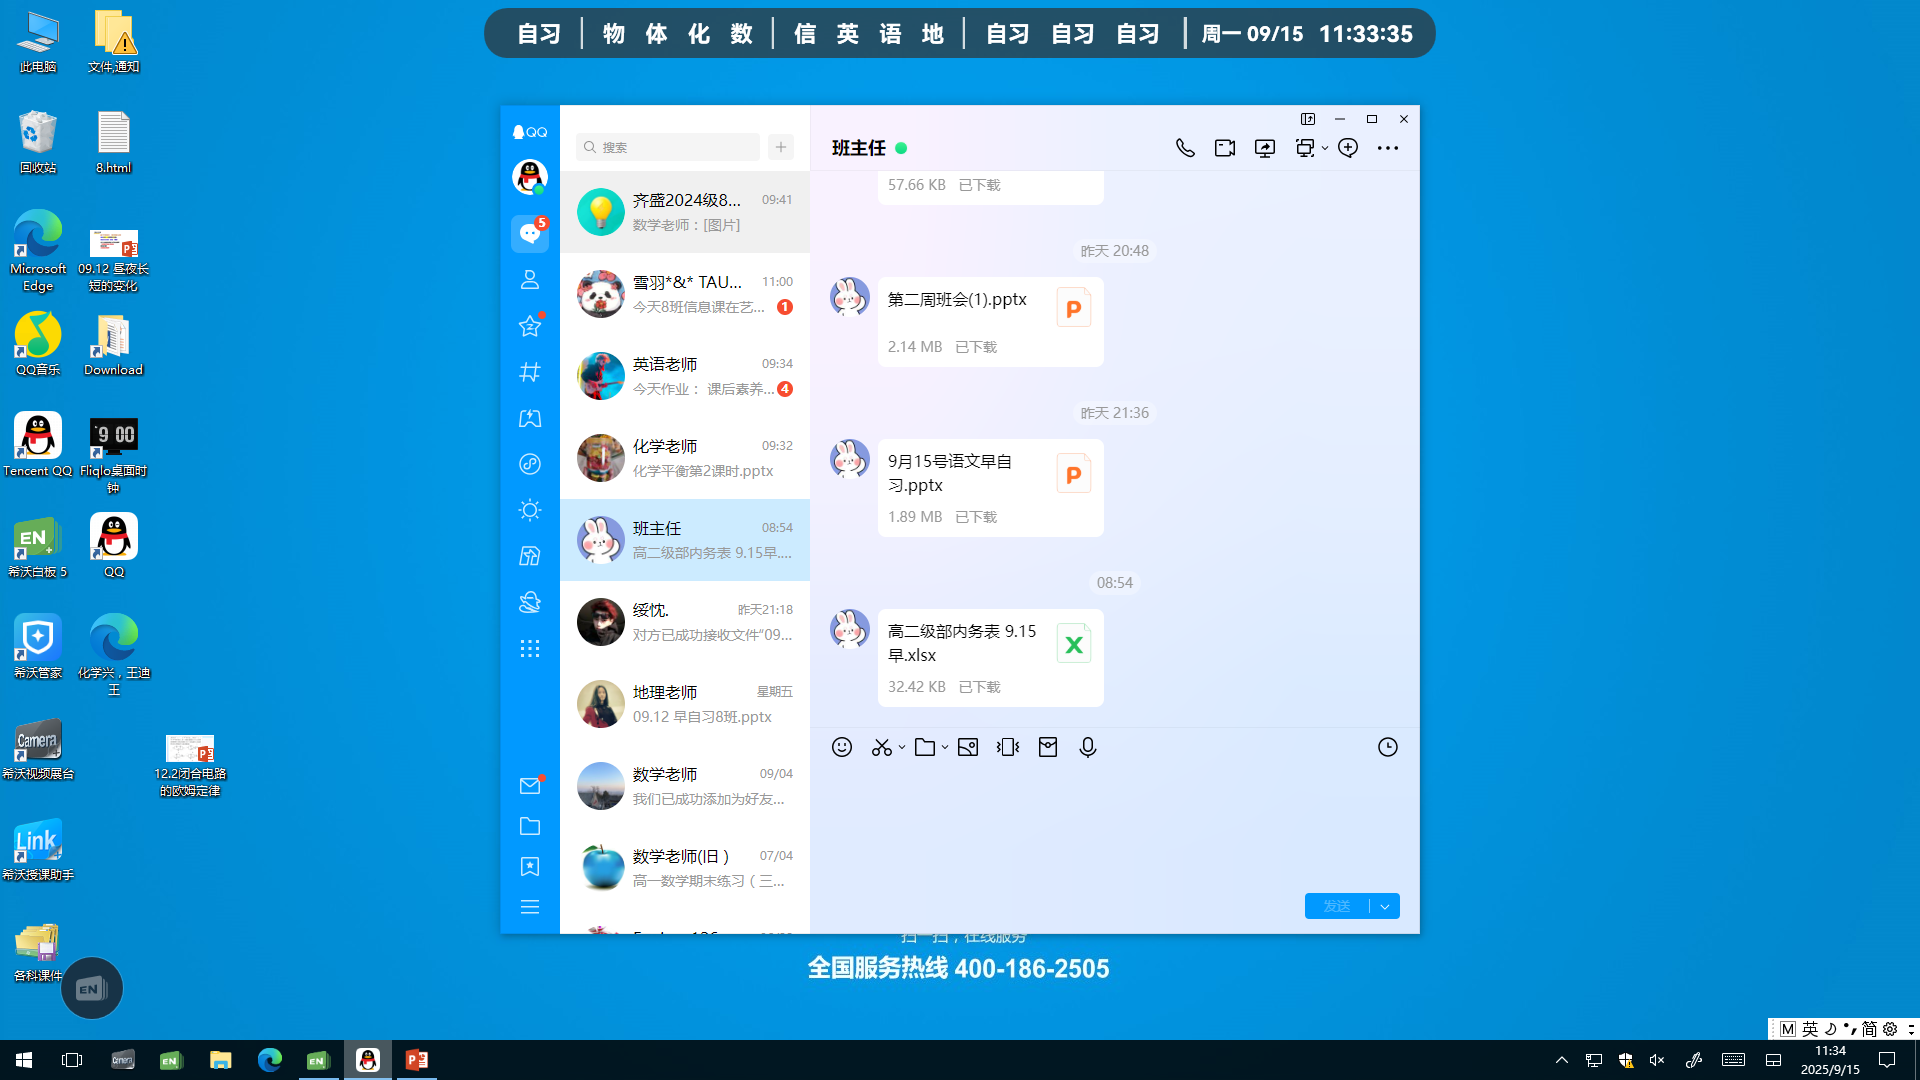 自习 | 物 体 化 数 | 信 英 语 地 | 自习 自习 自习 | 周一 09/15 11:33:35
此电脑
文件,通知
回收站
8.html
Microsoft Edge
09.12 昼夜长短的变化
QQ音乐
Download
Tencent QQ
9 00
Fliqlo桌面时钟
EN
希沃白板 5
QQ
希沃管家
化学兴，王迪王
Camera
希沃视频展台
12.2闭合电路的欧姆定律
Link
希沃授课助手
各科课件
EN
QQ
5
搜索
齐盛2024级8... 09:41
数学老师：[图片]
雪羽*&* TAU... 11:00
今天8班信息课在艺... 1
英语老师 09:34
今天作业： 课后素养... 4
化学老师 09:32
化学平衡第2课时.pptx
班主任 08:54
高二级部内务表 9.15早....
绥忱. 昨天21:18
对方已成功接收文件"09...
地理老师 星期五
09.12 早自习8班.pptx
数学老师 09/04
我们已成功添加为好友...
数学老师(旧 ) 07/04
高一数学期末练习（三...
班主任
57.66 KB 已下载
昨天 20:48
第二周班会(1).pptx
P
2.14 MB 已下载
昨天 21:36
9月15号语文早自
习.pptx
P
1.89 MB 已下载
08:54
高二级部内务表 9.15
早.xlsx
X
32.42 KB 已下载
发送
扫一扫，在线服务
全国服务热线 400-186-2505
M 英 简
Camera
EN
EN
11:34
2025/9/15